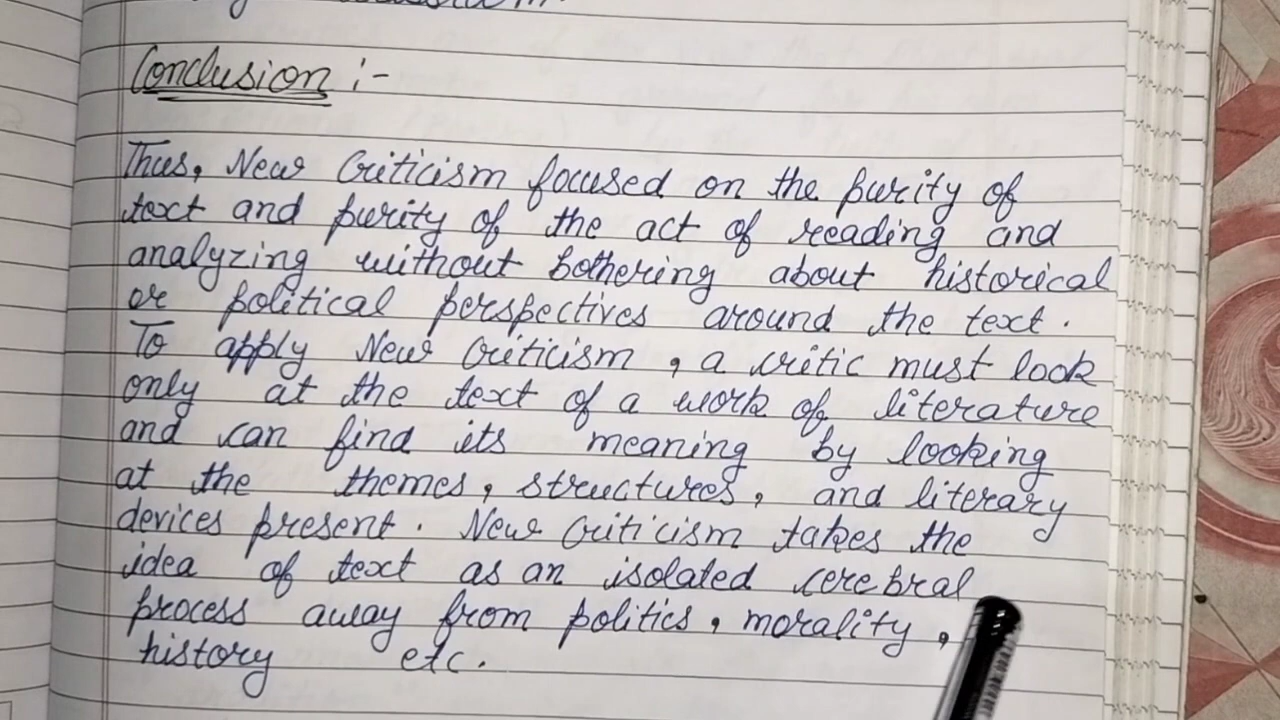 Conclusion :-
Thus, New Criticism focused on the purity of
text and purity of the act of reading and
analyzing without bothering about historical
or political perspectives around the text.
To apply New Criticism, a critic must look
only at the text of a work of literature
and can find its meaning by looking
at the themes, structures, and literary
devices present. New Criticism takes the
idea of text as an isolated cerebral
process away from politics, morality,
history etc.